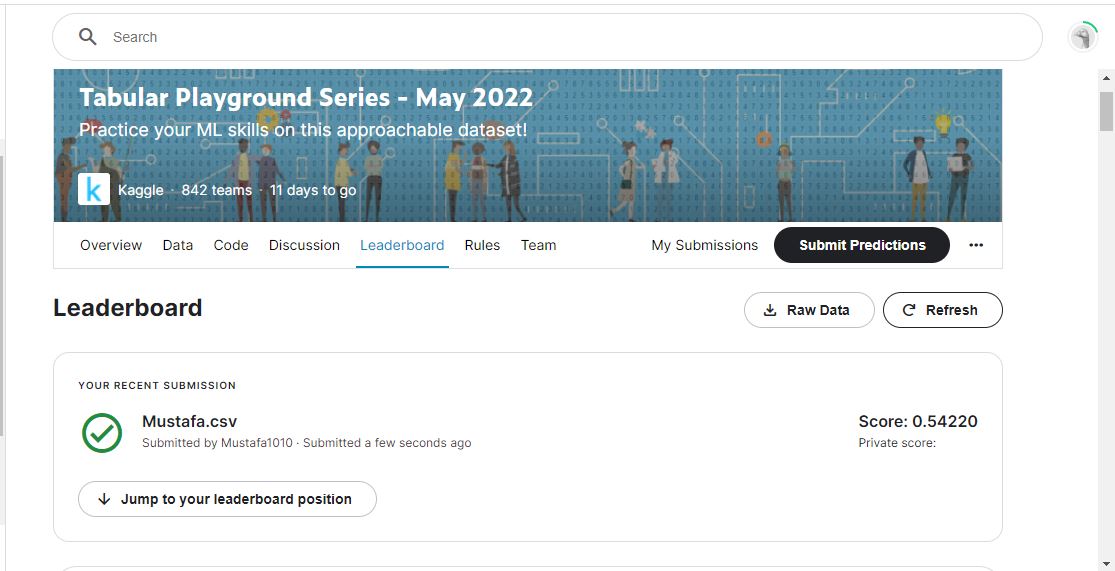 Search
Tabular Playground Series - May 2022
Practice your ML skills on this approachable dataset!
k Kaggle · 842 teams · 11 days to go
Overview Data Code Discussion Leaderboard Rules Team My Submissions Submit Predictions ···
Leaderboard Raw Data Refresh
YOUR RECENT SUBMISSION
Mustafa.csv Score: 0.54220
Submitted by Mustafa1010 · Submitted a few seconds ago Private score:
Jump to your leaderboard position